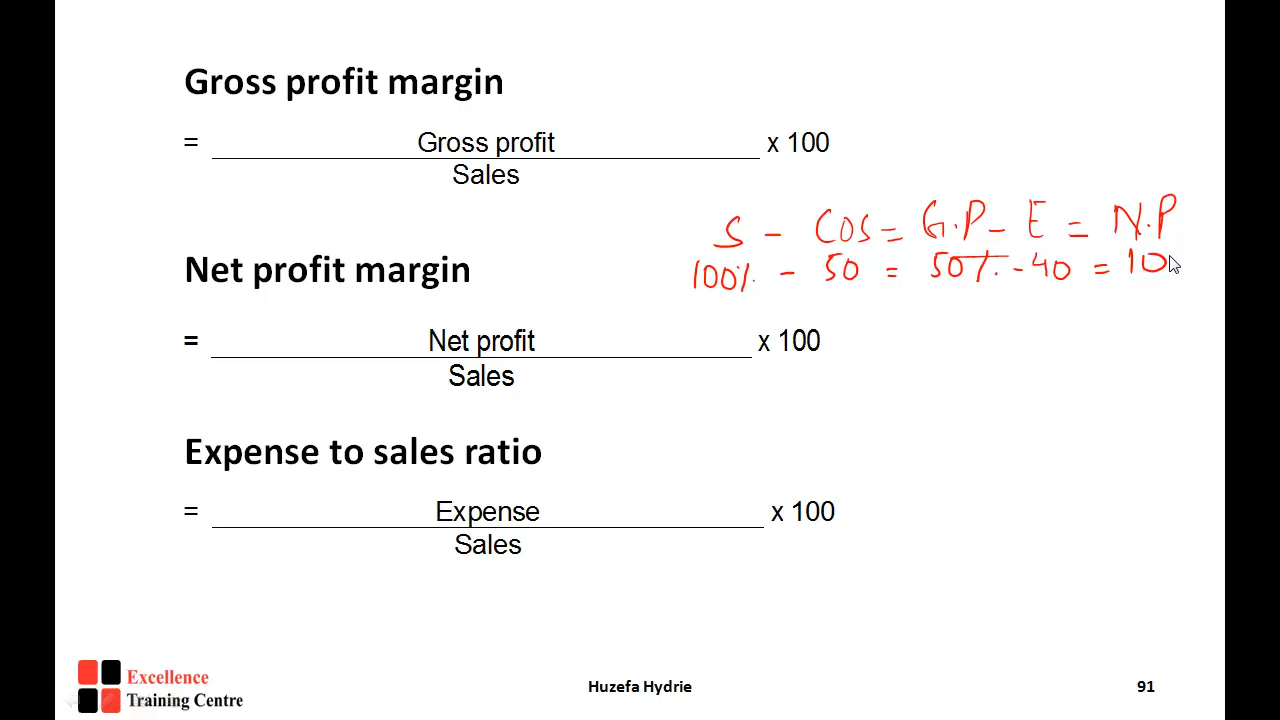 Gross profit margin
= Gross profit x 100
Sales
S - COS = G.P - E = N.P
100% - 50 = 50% - 40 = 10
Net profit margin
= Net profit x 100
Sales
Expense to sales ratio
= Expense x 100
Sales
Excellence
Training Centre
Huzefa Hydrie
91